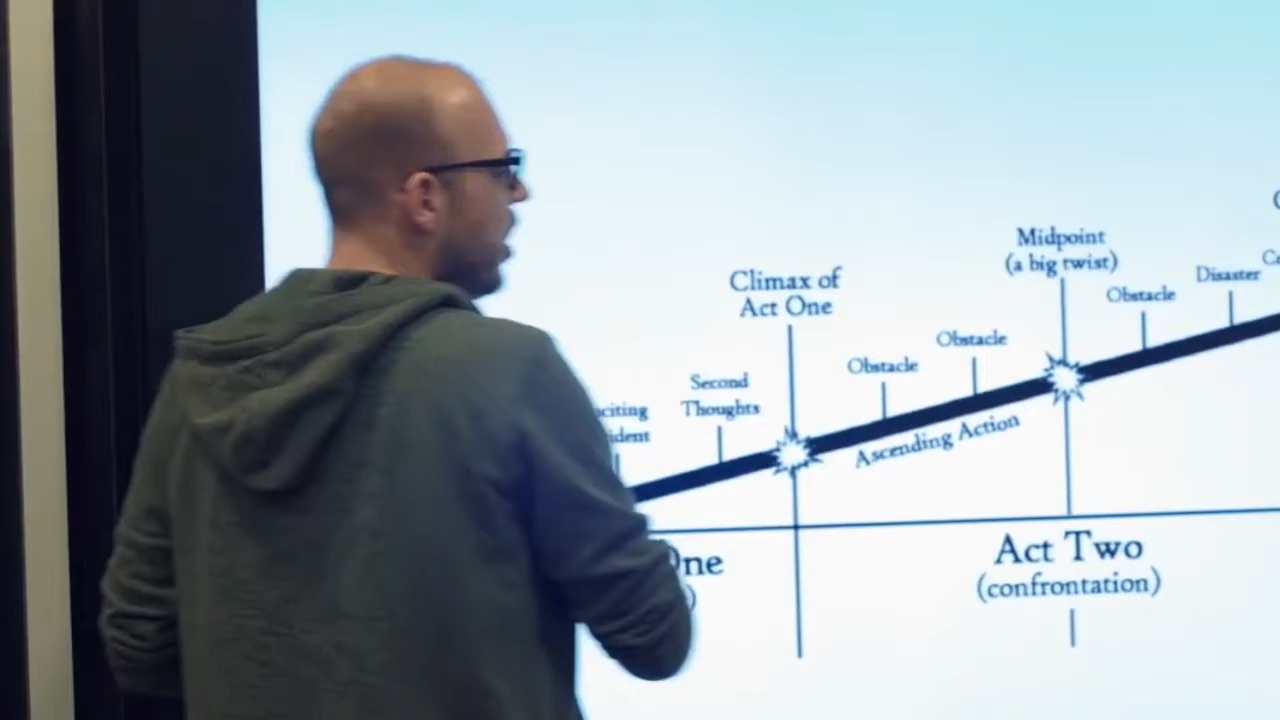 Midpoint
(a big twist)
Climax of
Act One
Disaster
Obstacle
Obstacle
Obstacle
Second
Thoughts
Ascending Action
Act Two
(confrontation)